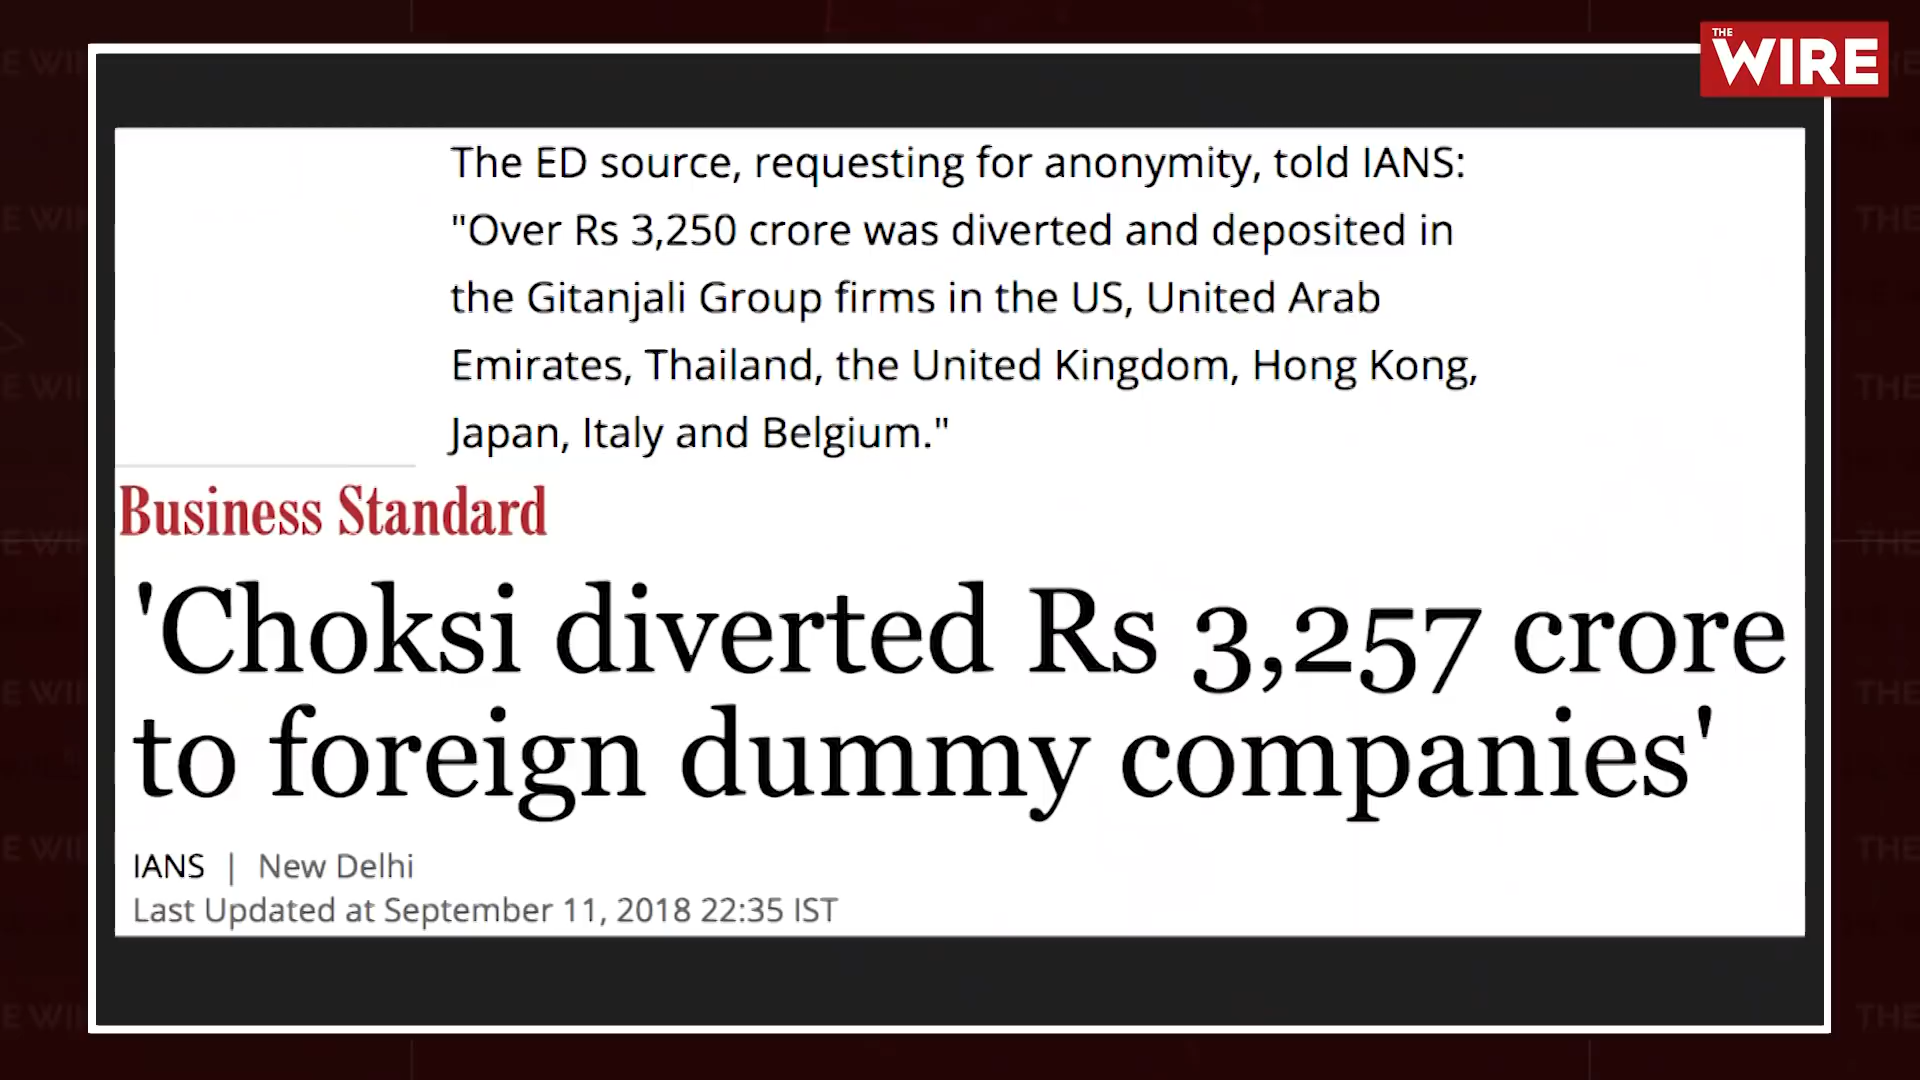 THE
WIRE
The ED source, requesting for anonymity, told IANS:
"Over Rs 3,250 crore was diverted and deposited in
the Gitanjali Group firms in the US, United Arab
Emirates, Thailand, the United Kingdom, Hong Kong,
Japan, Italy and Belgium."
Business Standard
'Choksi diverted Rs 3,257 crore
to foreign dummy companies'
IANS | New Delhi
Last Updated at September 11, 2018 22:35 IST